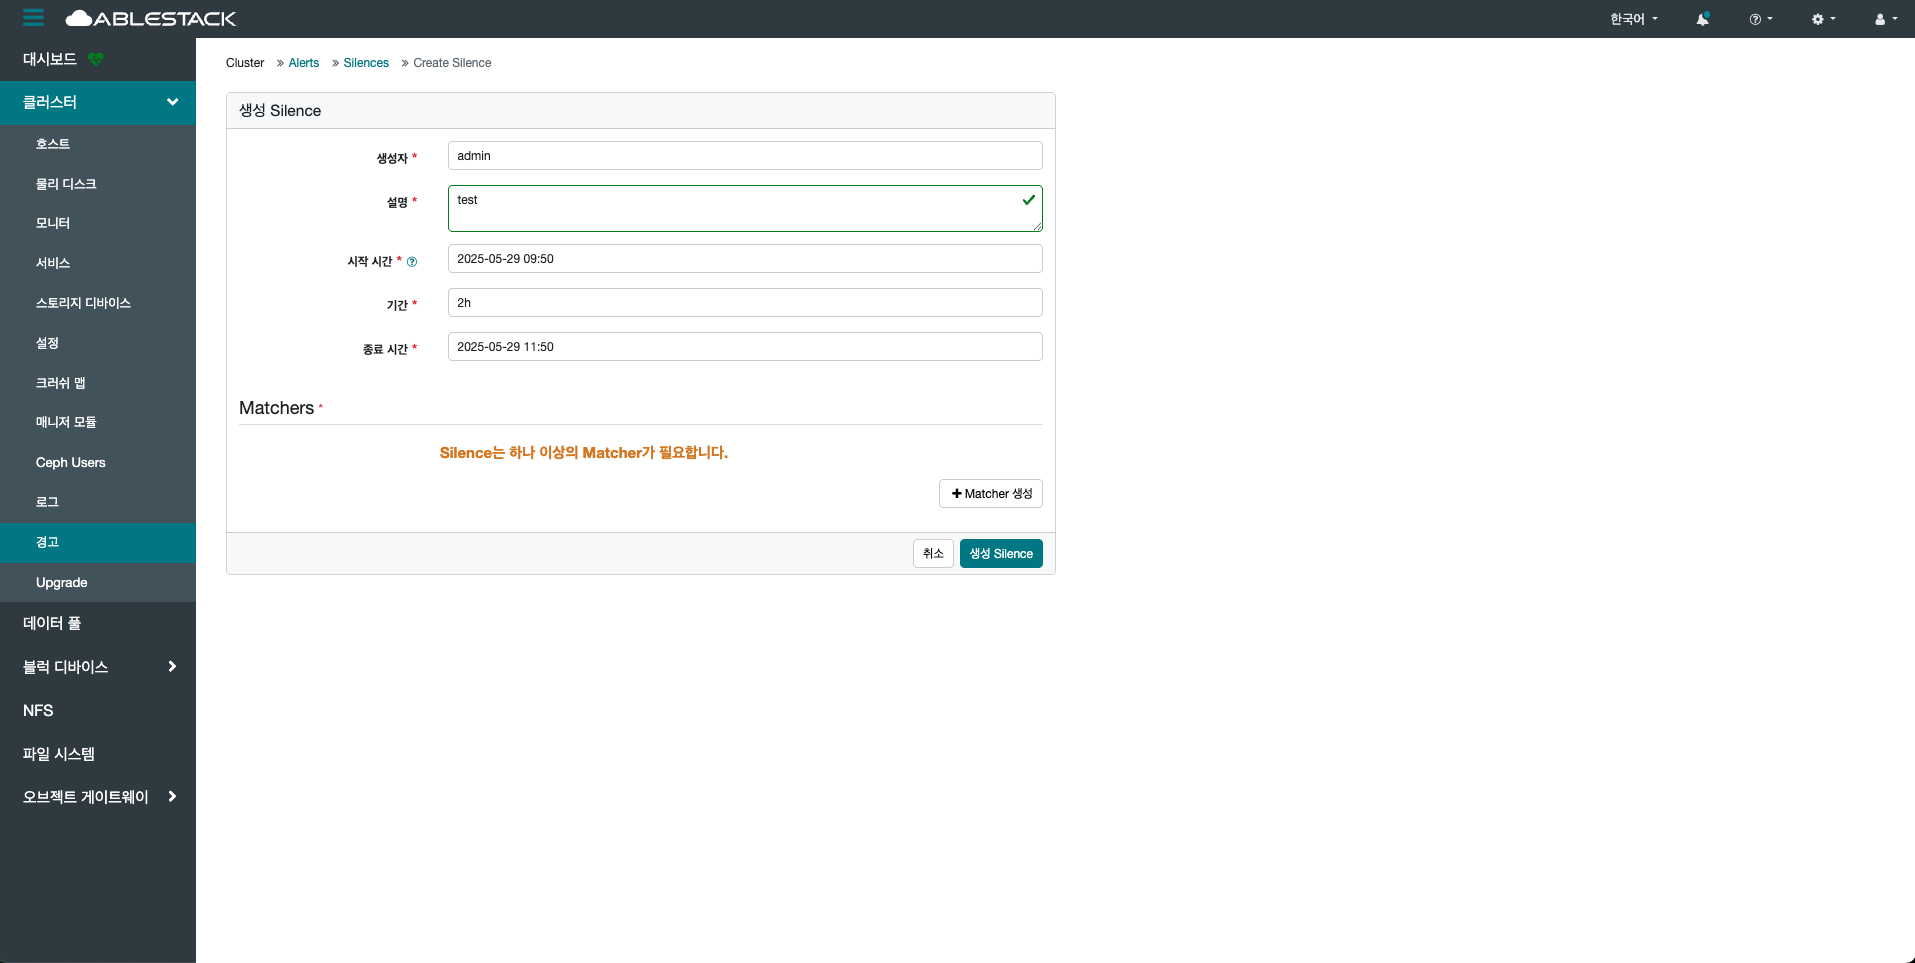 ABLESTACK
한국어
대시보드
클러스터
호스트
물리 디스크
모니터
서비스
스토리지 디바이스
설정
크러쉬 맵
매니저 모듈
Ceph Users
로그
경고
Upgrade
데이터 풀
블럭 디바이스
NFS
파일 시스템
오브젝트 게이트웨이
Cluster » Alerts » Silences » Create Silence
생성 Silence
생성자 * admin
설명 * test
시작 시간 * 2025-05-29 09:50
기간 * 2h
종료 시간 * 2025-05-29 11:50
Matchers *
Silence는 하나 이상의 Matcher가 필요합니다.
+ Matcher 생성
취소 생성 Silence